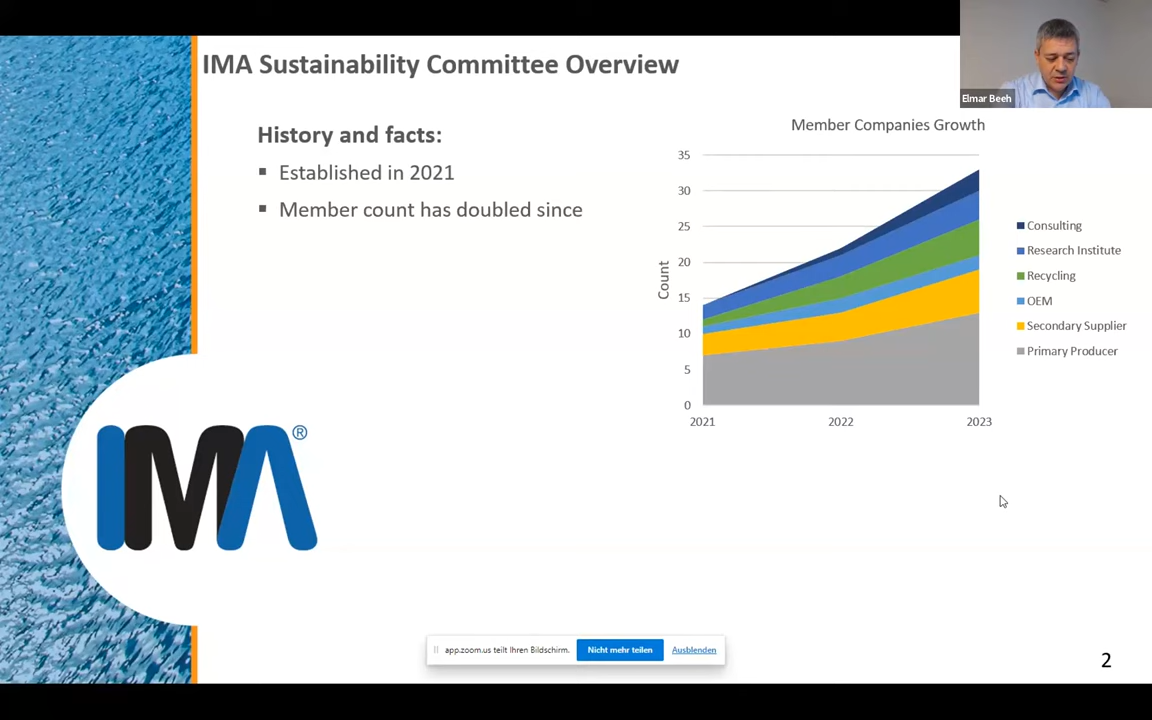 IMA Sustainability Committee Overview
Elmar Beeh
History and facts:
▪ Established in 2021
▪ Member count has doubled since
Member Companies Growth
35
30
25
20
15
10
5
0
Count
2021 2022 2023
Consulting
Research Institute
Recycling
OEM
Secondary Supplier
Primary Producer
IMA®
app.zoom.us teilt Ihren Bildschirm. Nicht mehr teilen Ausblenden
2